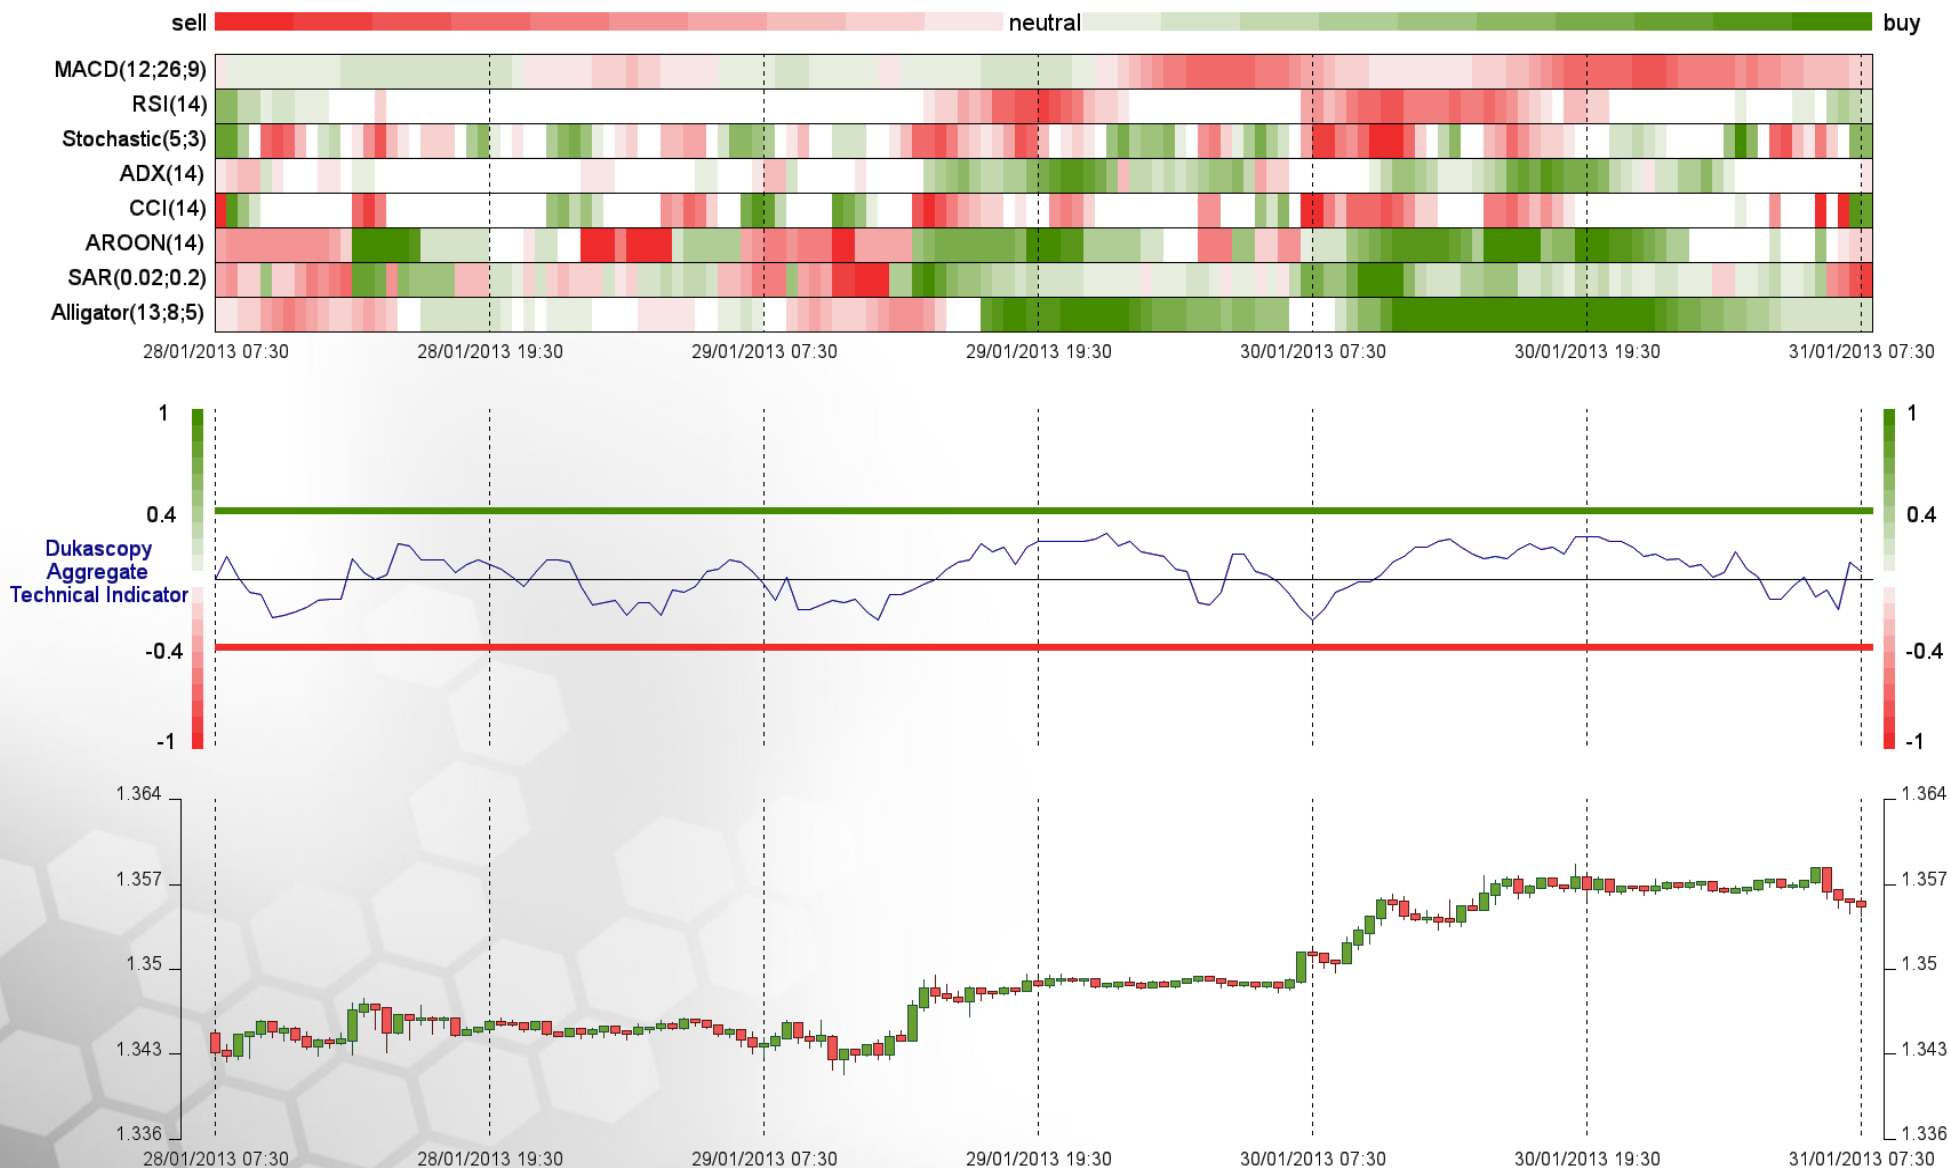 sell neutral buy
MACD(12;26;9)
RSI(14)
Stochastic(5;3)
ADX(14)
CCI(14)
AROON(14)
SAR(0.02;0.2)
Alligator(13;8;5)
28/01/2013 07:30 28/01/2013 19:30 29/01/2013 07:30 29/01/2013 19:30 30/01/2013 07:30 30/01/2013 19:30 31/01/2013 07:30
1 1
0.4 0.4
Dukascopy
Aggregate
Technical Indicator
-0.4 -0.4
-1 -1
1.364 1.364
1.357 1.357
1.35 1.35
1.343 1.343
1.336 1.336
28/01/2013 07:30 28/01/2013 19:30 29/01/2013 07:30 29/01/2013 19:30 30/01/2013 07:30 30/01/2013 19:30 31/01/2013 07:30